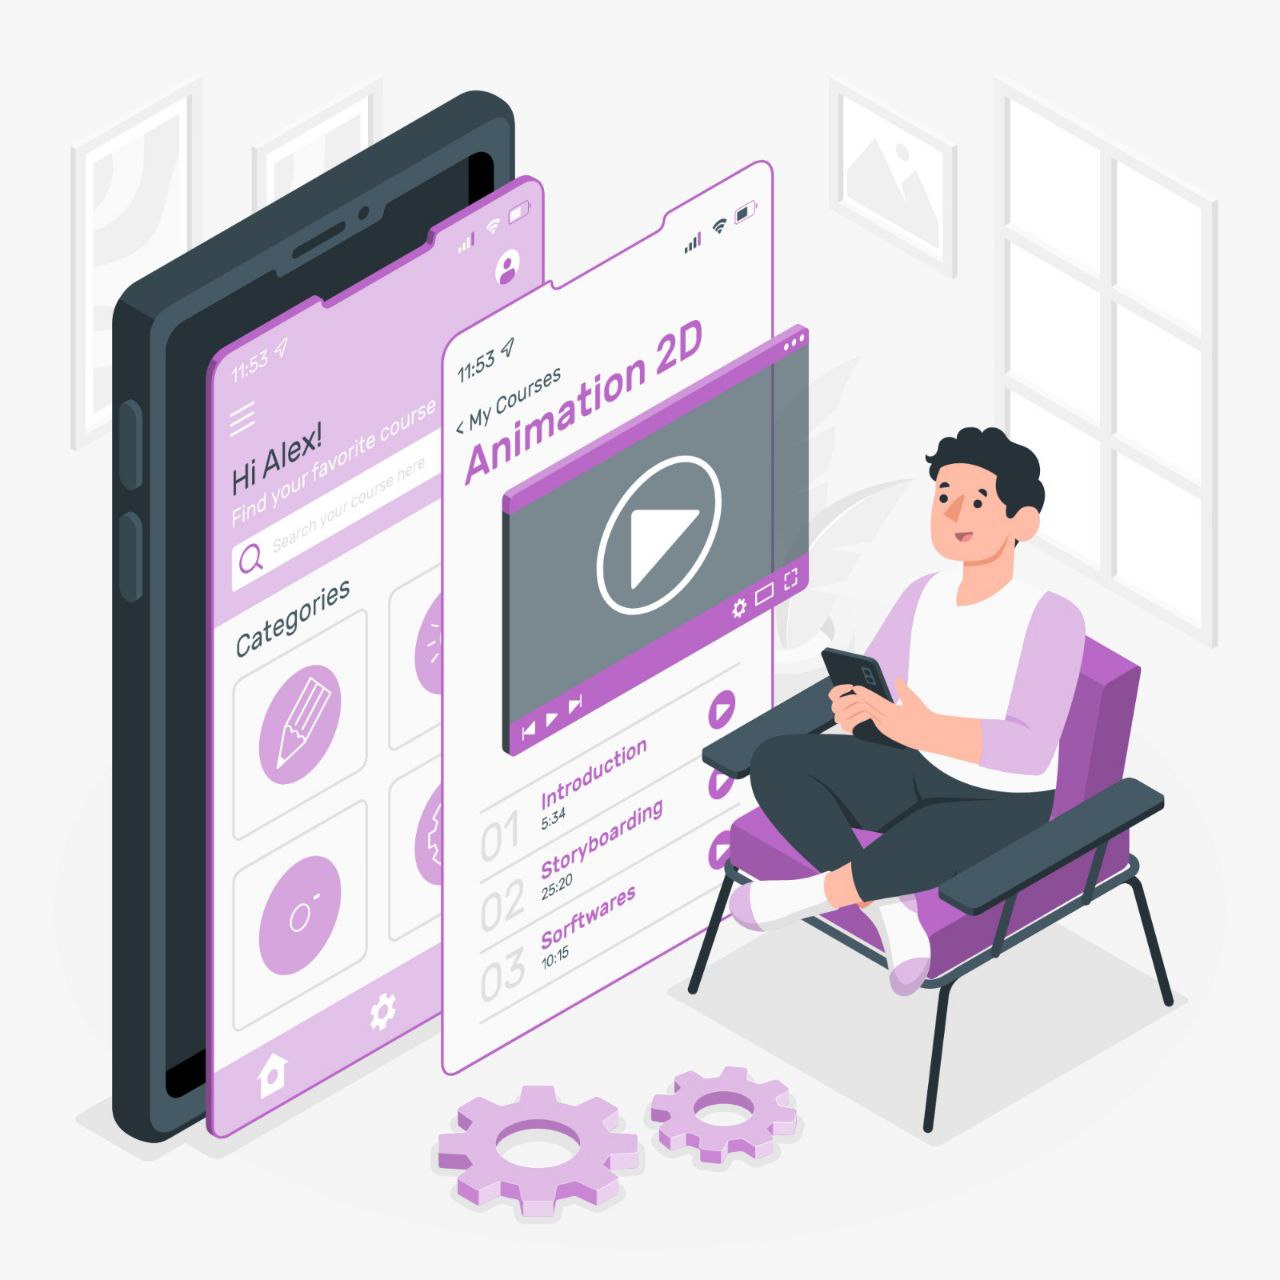 11:53
Hi Alex!
Find your favorite course
Search your course here
Categories
11:53
< My Courses
Animation 2D
01
Introduction
5:34
02
Storyboarding
25:20
03
Sorftwares
10:15